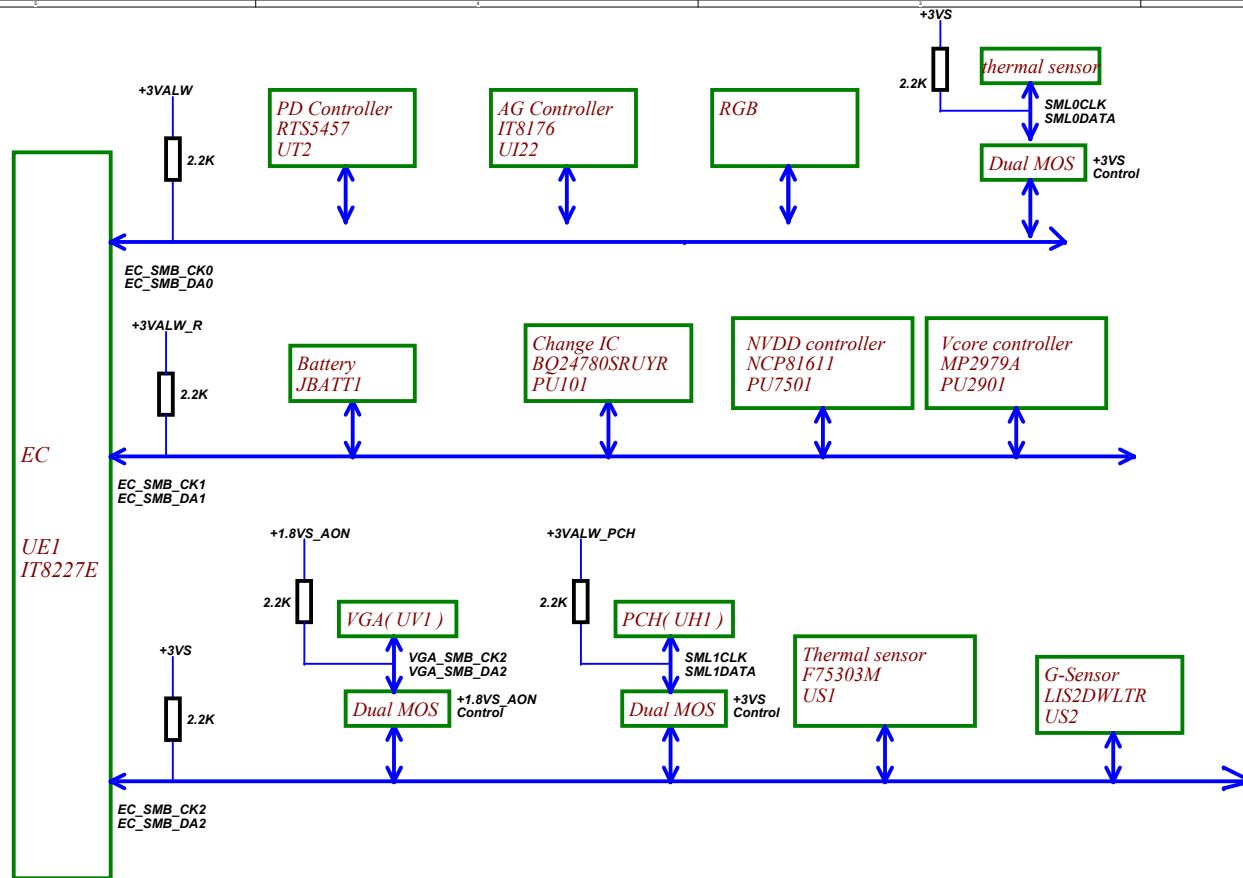 +3VS
2.2K
thermal sensor
SML0CLK
SML0DATA
Dual MOS
+3VS
Control
+3VALW
2.2K
PD Controller
RTS5457
UT2
AG Controller
IT8176
UI22
RGB
EC_SMB_CK0
EC_SMB_DA0
+3VALW_R
2.2K
Battery
JBATT1
Change IC
BQ24780SRUYR
PU101
NVDD controller
NCP81611
PU7501
Vcore controller
MP2979A
PU2901
EC
UE1
IT8227E
EC_SMB_CK1
EC_SMB_DA1
+1.8VS_AON
2.2K
VGA( UV1 )
VGA_SMB_CK2
VGA_SMB_DA2
Dual MOS
+1.8VS_AON
Control
+3VALW_PCH
2.2K
PCH( UH1 )
SML1CLK
SML1DATA
Dual MOS
+3VS
Control
Thermal sensor
F75303M
US1
G-Sensor
LIS2DWLTR
US2
+3VS
2.2K
EC_SMB_CK2
EC_SMB_DA2